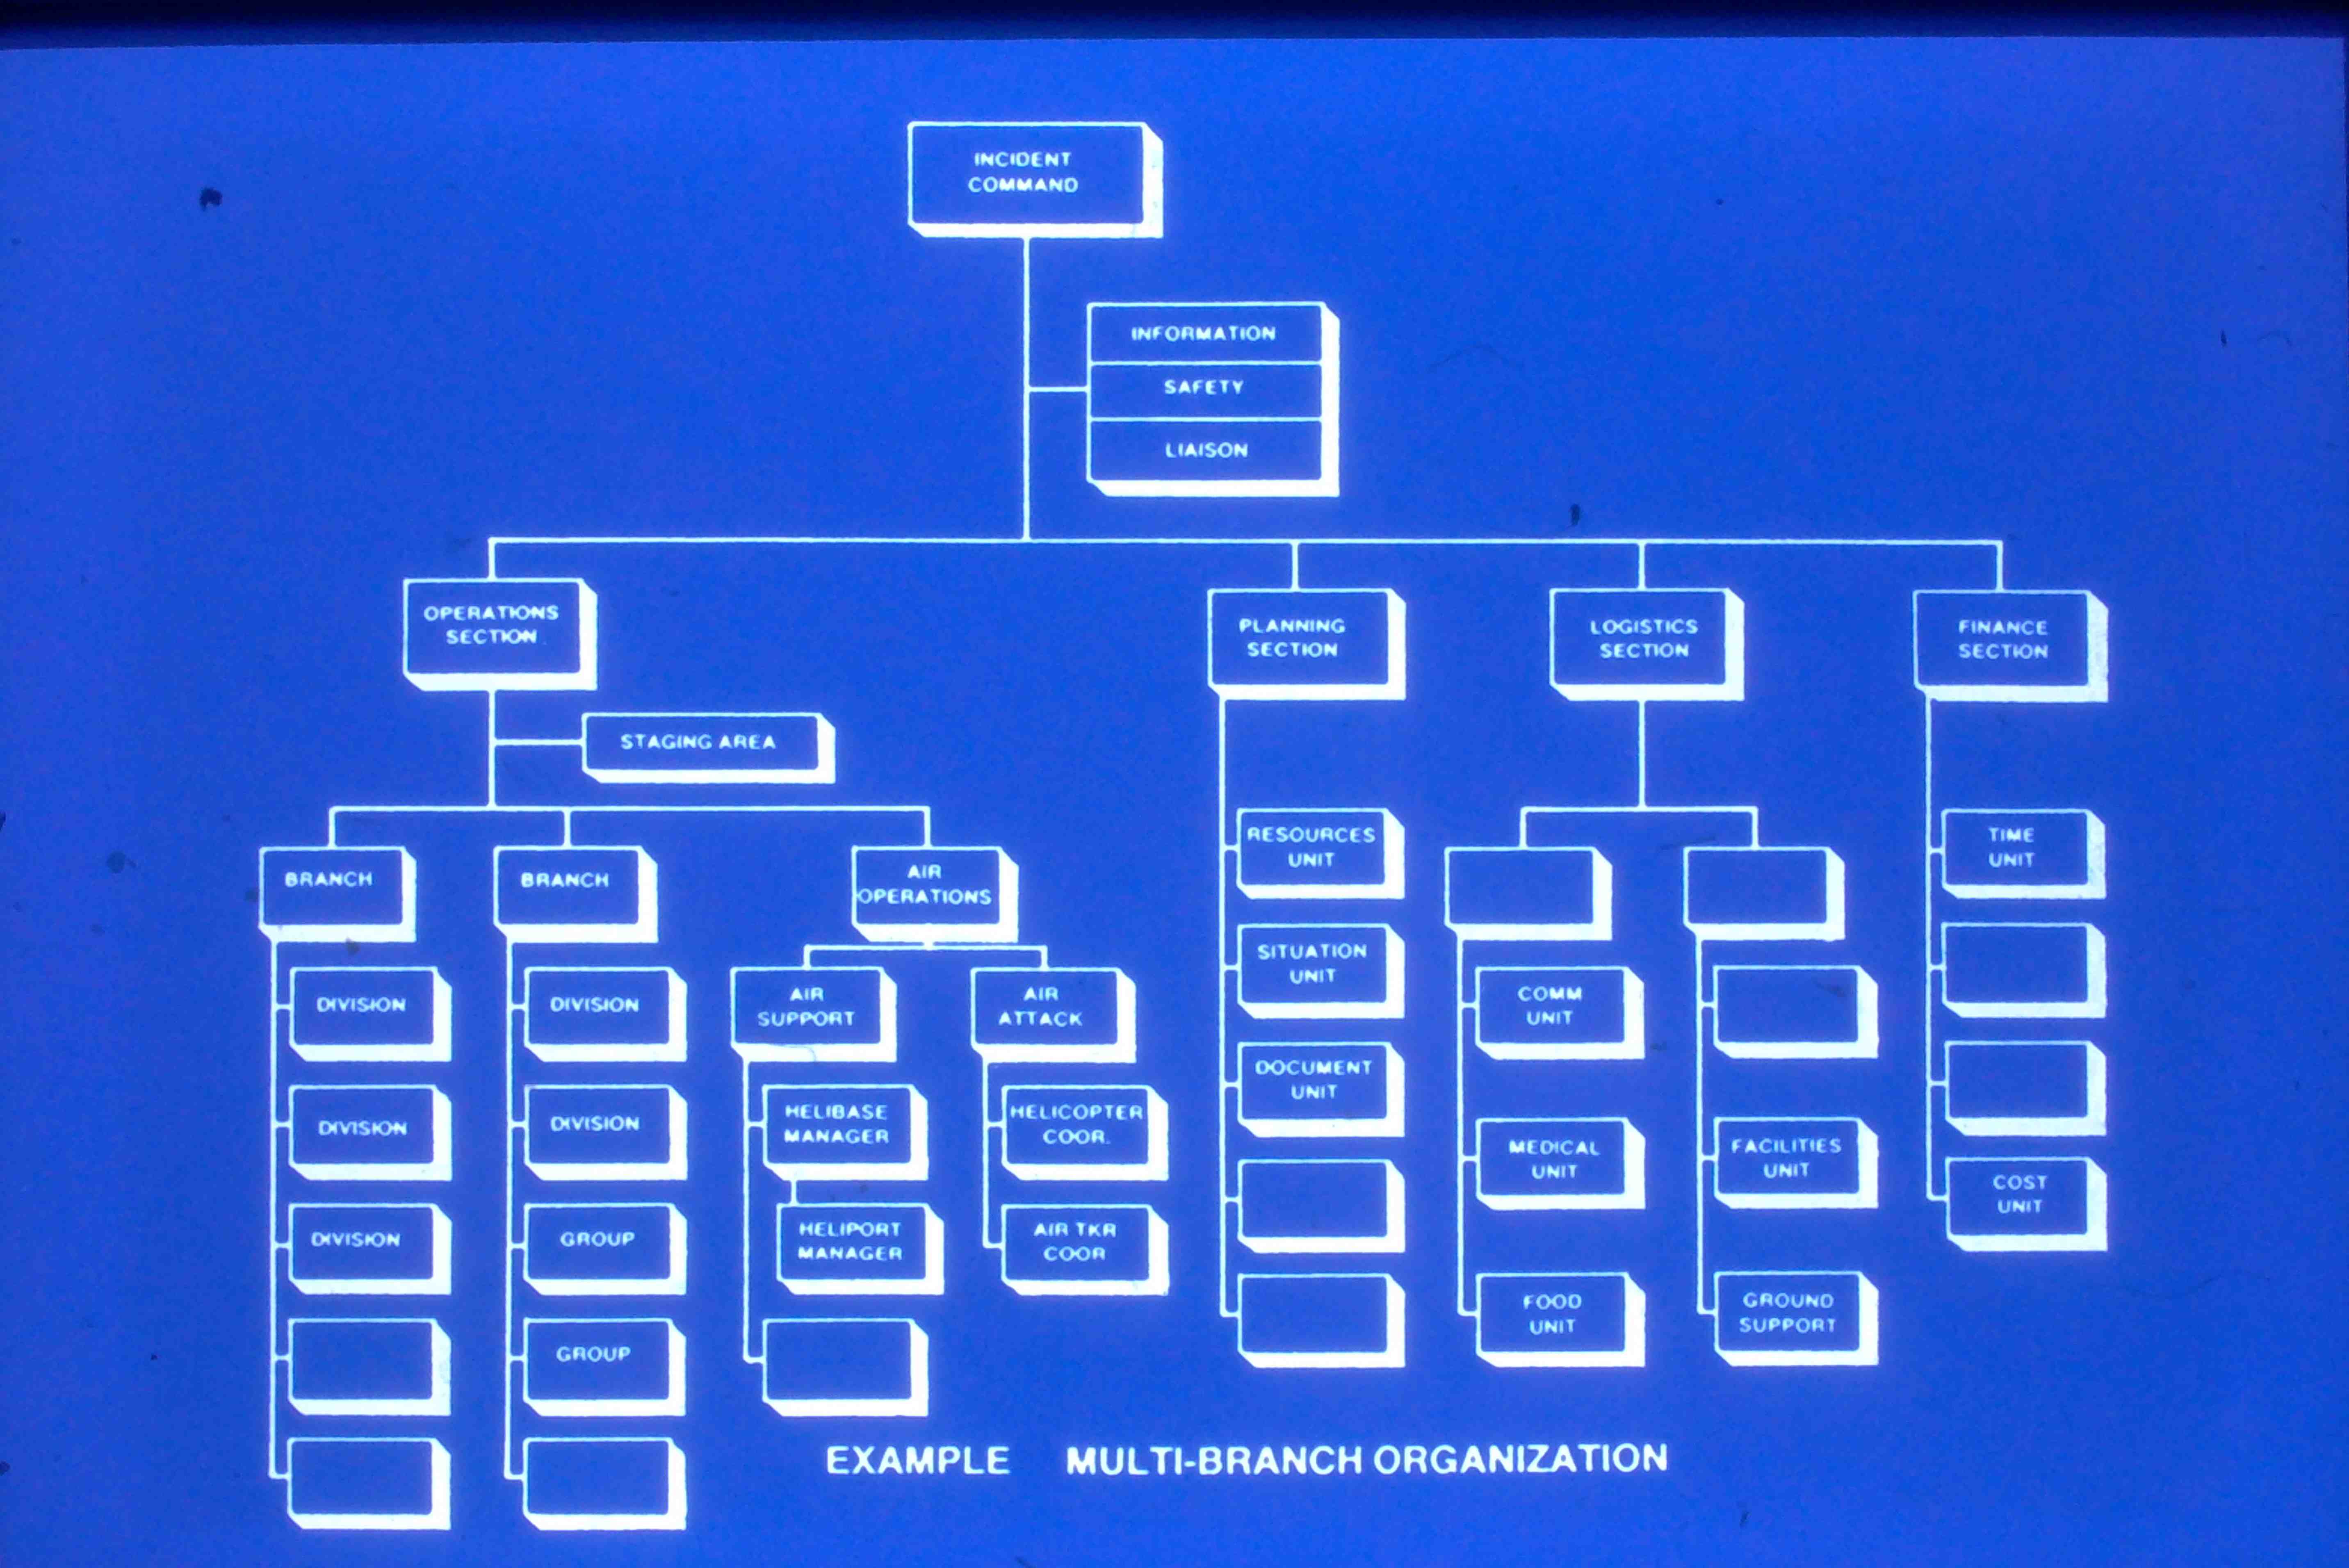 INCIDENT
COMMAND
INFORMATION
SAFETY
LIAISON
OPERATIONS
SECTION
PLANNING
SECTION
LOGISTICS
SECTION
FINANCE
SECTION
STAGING AREA
BRANCH
BRANCH
AIR
OPERATIONS
DIVISION
DIVISION
DIVISION
DIVISION
DIVISION
GROUP
GROUP
AIR
SUPPORT
HELIBASE
MANAGER
HELIPORT
MANAGER
AIR
ATTACK
HELICOPTER
COOR.
AIR TKR
COOR
RESOURCES
UNIT
SITUATION
UNIT
DOCUMENT
UNIT
COMM
UNIT
MEDICAL
UNIT
FOOD
UNIT
FACILITIES
UNIT
GROUND
SUPPORT
TIME
UNIT
COST
UNIT
EXAMPLE MULTI-BRANCH ORGANIZATION